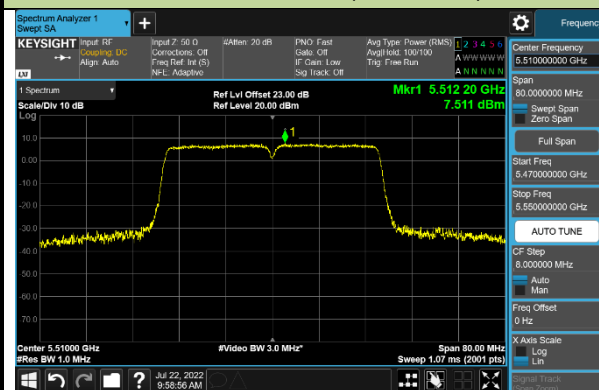 Spectrum Analyzer 1
Swept SA
+
Frequenc
KEYSIGHT
Input: RF
Coupling: DC
Align: Auto
Input Z: 50 Ω
Corrections: Off
Freq Ref: Int (S)
NFE: Adaptive
#Atten: 20 dB
PNO: Fast
Gate: Off
IF Gain: Low
Sig Track: Off
Avg Type: Power (RMS)
Avg|Hold: 100/100
Trig: Free Run
1 2 3 4 5 6
A WW WW W
A N N N N N
LXI
1 Spectrum
Scale/Div 10 dB
Log
Ref Lvl Offset 23.00 dB
Ref Level 20.00 dBm
Mkr1 5.512 20 GHz
7.511 dBm
1
10.0
0.00
-10.0
-20.0
-30.0
-40.0
-50.0
-60.0
-70.0
Center 5.51000 GHz
#Res BW 1.0 MHz
#Video BW 3.0 MHz*
Span 80.00 MHz
Sweep 1.07 ms (2001 pts)
Center Frequency
5.510000000 GHz
Span
80.0000000 MHz
Swept Span
Zero Span
Full Span
Start Freq
5.470000000 GHz
Stop Freq
5.550000000 GHz
AUTO TUNE
CF Step
8.000000 MHz
Auto
Man
Freq Offset
0 Hz
X Axis Scale
Log
Lin
Signal Track
(Span Zoom)
?
Jul 22, 2022
9:58:56 AM